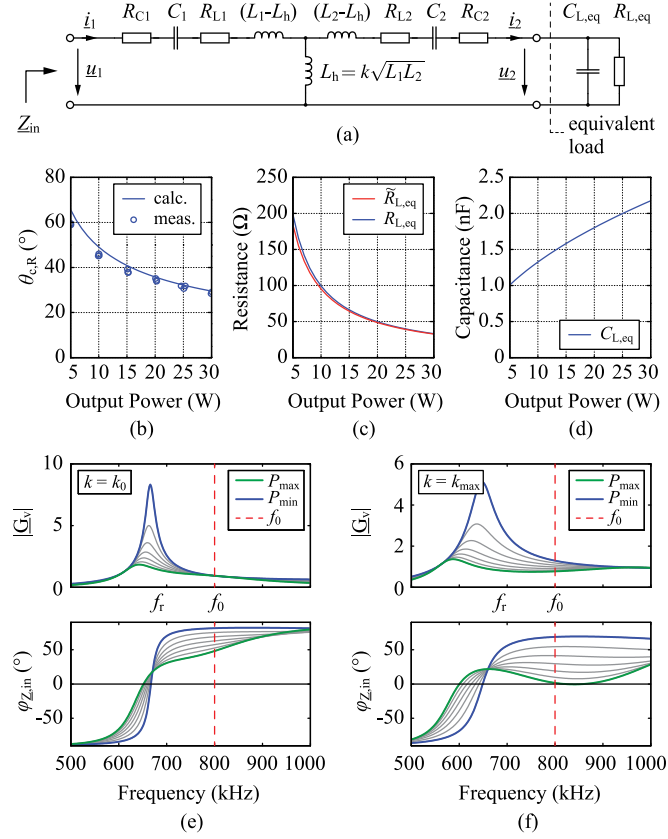 i1 RC1 C1 RL1 (L1–Lh) (L2–Lh) RL2 C2 RC2 i2 CL,eq RL,eq
u1 Lh = k√L1L2 u2
Zin
equivalent
load
(a)
80
60
40
20
0
θc,R (°)
calc.
meas.
5 10 15 20 25 30
Output Power (W)
(b)
250
200
150
100
50
0
Resistance (Ω)
R̃L,eq
RL,eq
5 10 15 20 25 30
Output Power (W)
(c)
2.5
2.0
1.5
1.0
0.5
0
Capacitance (nF)
CL,eq
5 10 15 20 25 30
Output Power (W)
(d)
10
5
0
|Gv|
k = k0
Pmax
Pmin
f0
fr f0
50
0
-50
φZ,in (°)
500 600 700 800 900 1000
Frequency (kHz)
(e)
6
4
2
0
|Gv|
k = kmax
Pmax
Pmin
f0
fr f0
50
0
-50
φZ,in (°)
500 600 700 800 900 1000
Frequency (kHz)
(f)